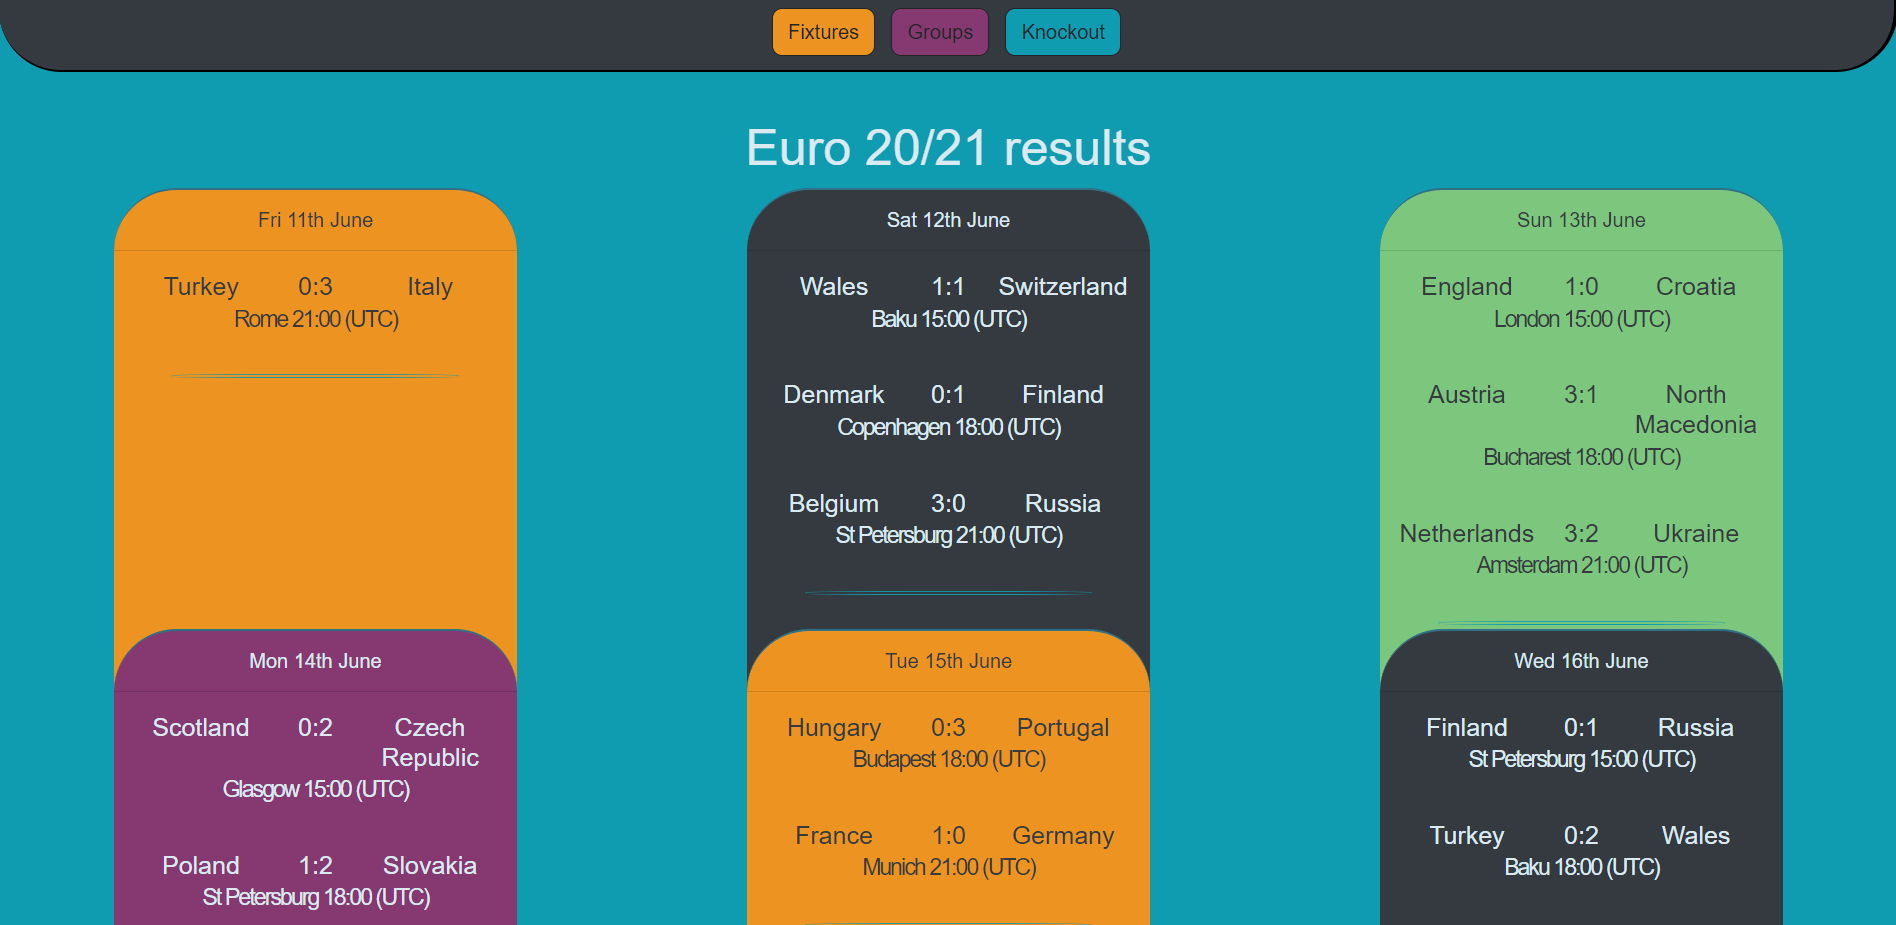 Fixtures
Groups
Knockout
Euro 20/21 results
Fri 11th June
Turkey 0:3 Italy
Rome 21:00 (UTC)
Sat 12th June
Wales 1:1 Switzerland
Baku 15:00 (UTC)
Denmark 0:1 Finland
Copenhagen 18:00 (UTC)
Belgium 3:0 Russia
St Petersburg 21:00 (UTC)
Sun 13th June
England 1:0 Croatia
London 15:00 (UTC)
Austria 3:1 North
Macedonia
Bucharest 18:00 (UTC)
Netherlands 3:2 Ukraine
Amsterdam 21:00 (UTC)
Mon 14th June
Scotland 0:2 Czech
Republic
Glasgow 15:00 (UTC)
Poland 1:2 Slovakia
St Petersburg 18:00 (UTC)
Tue 15th June
Hungary 0:3 Portugal
Budapest 18:00 (UTC)
France 1:0 Germany
Munich 21:00 (UTC)
Wed 16th June
Finland 0:1 Russia
St Petersburg 15:00 (UTC)
Turkey 0:2 Wales
Baku 18:00 (UTC)